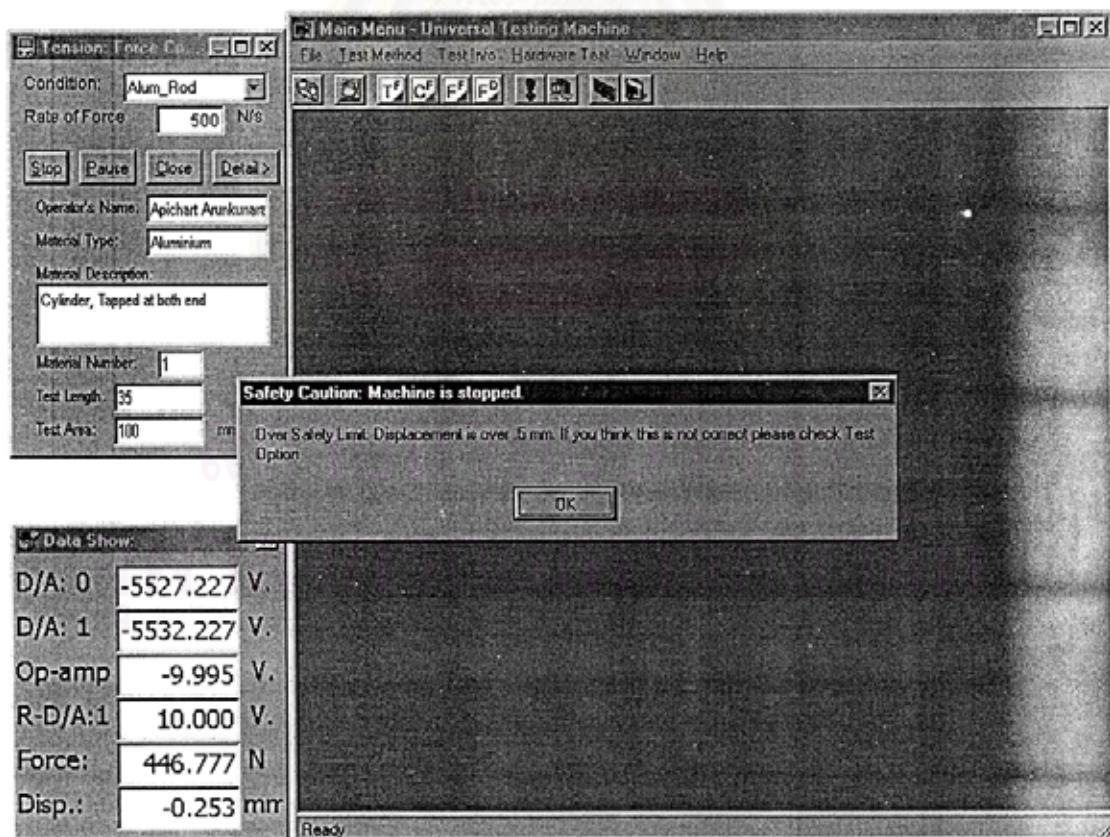 Tension: Force Co...
Condition: Alum_Rod
Rate of Force 500 N/s
Stop Pause Close Detail >
Operator's Name: Apichart Arunkunare
Material Type: Aluminium
Material Description:
Cylinder, Tapped at both end
Material Number: 1
Test Length: 35
Test Area: 100
Main Menu - Universal Testing Machine
File Test Method Test Info Hardware Test Window Help
T F C F F F F D
Safety Caution: Machine is stopped.
Over Safety Limit: Displacement is over .5 mm. If you think this is not correct please check Test
Option
OK
Data Show:
D/A: 0 -5527.227 V.
D/A: 1 -5532.227 V.
Op-amp -9.995 V.
R-D/A:1 10.000 V.
Force: 446.777 N
Disp.: -0.253 mm
Ready